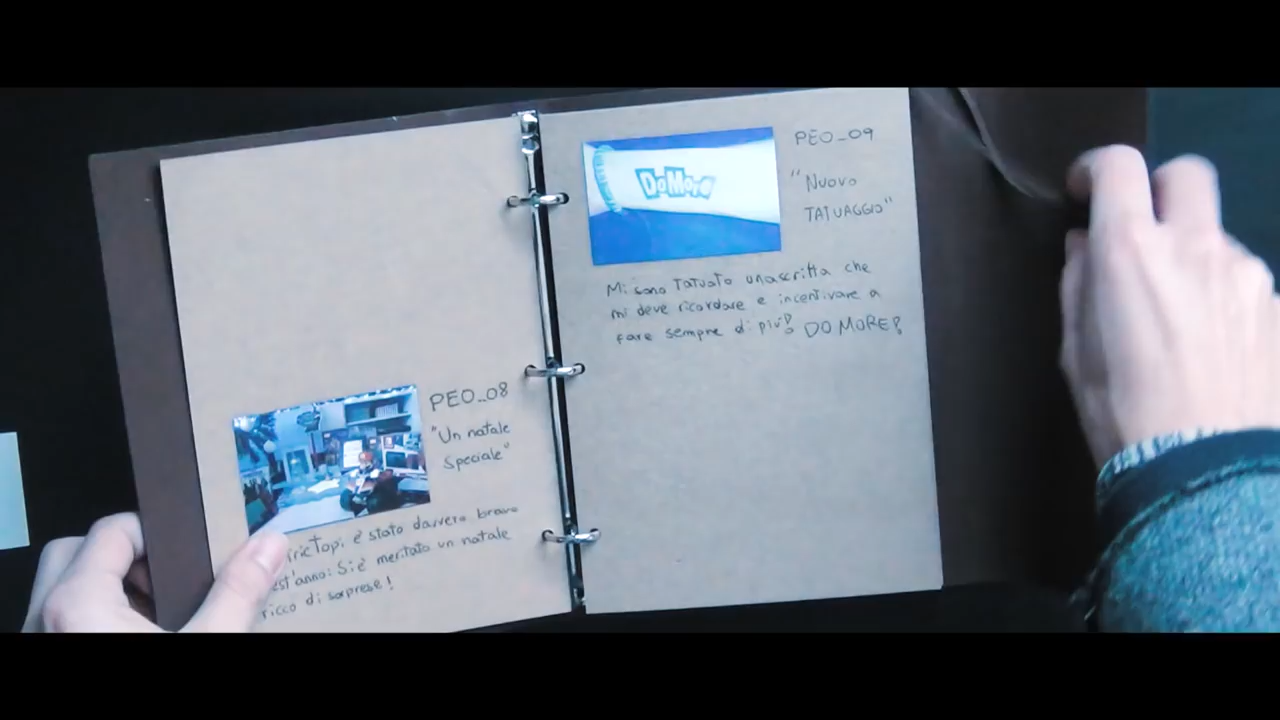 PEO_08
"Un natale
Speciale"
è stato davvero bravo
est'anno: Si è meritato un natale
ricco di sorprese!
DoMore
PEO_09
"Nuovo
TATUAGGIO"
Mi sono tatuato una scritta che
mi deve ricordare e incentivare a
fare sempre di più! DO MORE!